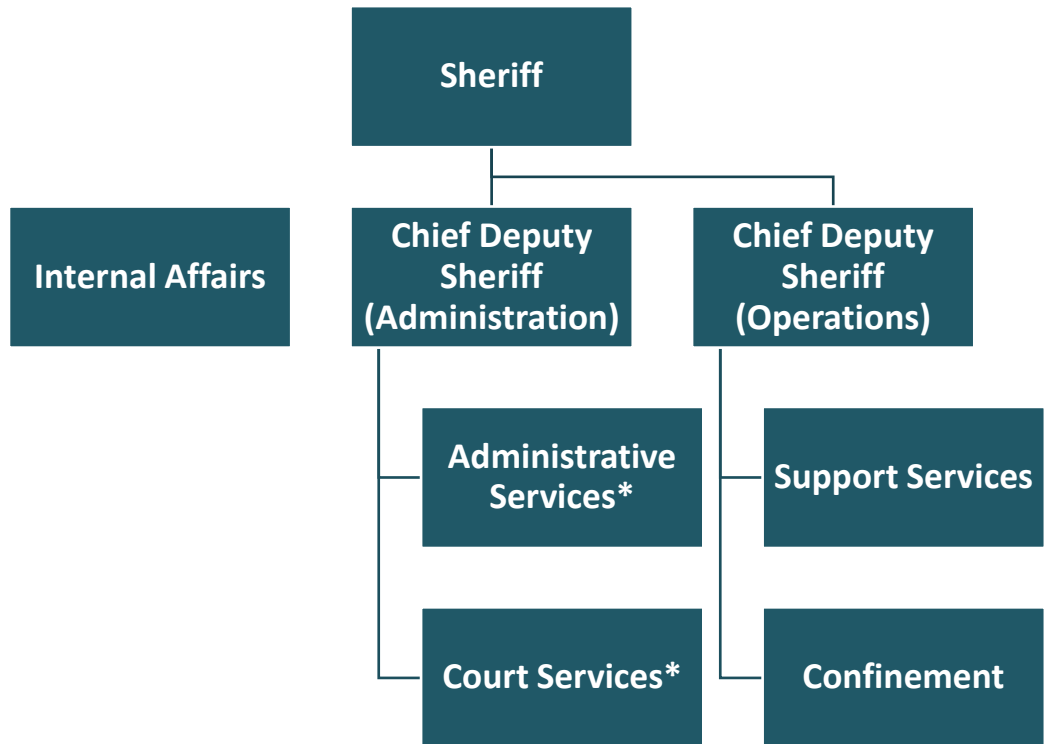 Sheriff
Internal Affairs
Chief Deputy
Sheriff
(Administration)
Chief Deputy
Sheriff
(Operations)
Administrative
Services*
Support Services
Court Services*
Confinement